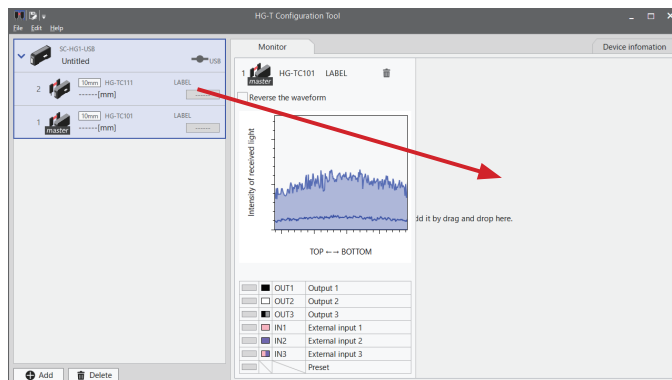 HG-T Configuration Tool
File Edit Help
SC-HG1-USB
Untitled
USB
2 10mm HG-TC111 LABEL
------[mm] ------
1 10mm HG-TC101 LABEL
master ------[mm] ------
Add Delete
Monitor
Device infomation
1 HG-TC101 LABEL
master
Reverse the waveform
Intensity of received light
TOP ←→ BOTTOM
OUT1 Output 1
OUT2 Output 2
OUT3 Output 3
IN1 External input 1
IN2 External input 2
IN3 External input 3
Preset
it by drag and drop here.